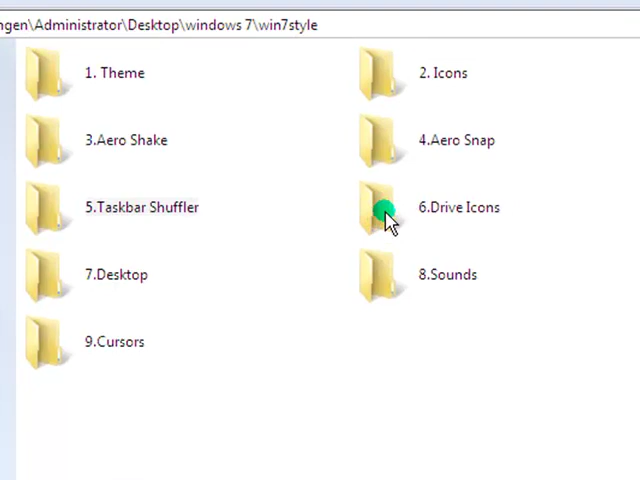 ngen\Administrator\Desktop\windows 7\win7style
1. Theme
2. Icons
3.Aero Shake
4.Aero Snap
5.Taskbar Shuffler
6.Drive Icons
7.Desktop
8.Sounds
9.Cursors